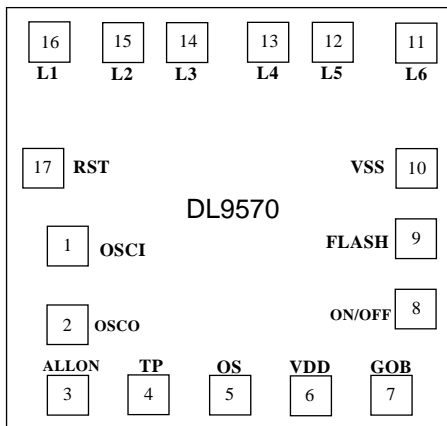 16 15 14 13 12 11
L1 L2 L3 L4 L5 L6
17 RST VSS 10
DL9570
1 OSCI FLASH 9
2 OSCO ON/OFF 8
ALLON TP OS VDD GOB
3 4 5 6 7